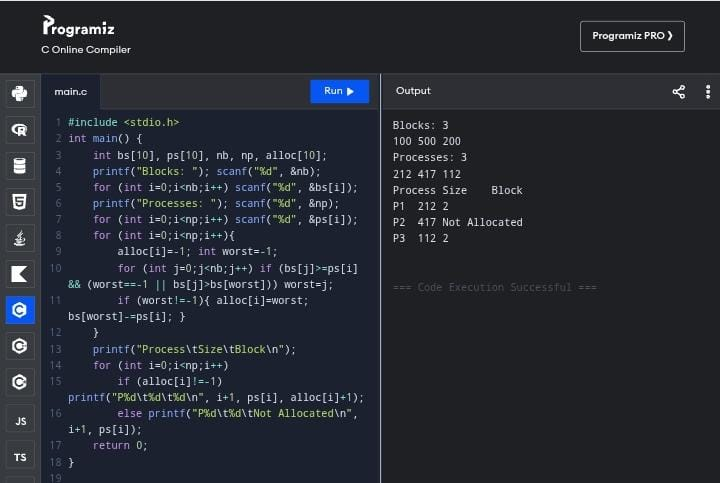 Programiz
C Online Compiler
Programiz PRO ❯
main.c
Run ▶
Output
1 #include <stdio.h>
2 int main() {
3     int bs[10], ps[10], nb, np, alloc[10];
4     printf("Blocks: "); scanf("%d", &nb);
5     for (int i=0;i<nb;i++) scanf("%d", &bs[i]);
6     printf("Processes: "); scanf("%d", &np);
7     for (int i=0;i<np;i++) scanf("%d", &ps[i]);
8     for (int i=0;i<np;i++){
9         alloc[i]=-1; int worst=-1;
10         for (int j=0;j<nb;j++) if (bs[j]>=ps[i]
&& (worst==-1 || bs[j]>bs[worst])) worst=j;
11         if (worst!=-1){ alloc[i]=worst;
bs[worst]-=ps[i]; }
12     }
13     printf("Process\tSize\tBlock\n");
14     for (int i=0;i<np;i++)
15         if (alloc[i]!=-1)
printf("P%d\t%d\t%d\n", i+1, ps[i], alloc[i]+1);
16         else printf("P%d\t%d\tNot Allocated\n",
i+1, ps[i]);
17     return 0;
18 }
19
Blocks: 3
100 500 200
Processes: 3
212 417 112
Process Size    Block
P1  212 2
P2  417 Not Allocated
P3  112 2
=== Code Execution Successful ===
R
5
C
C
C
JS
TS